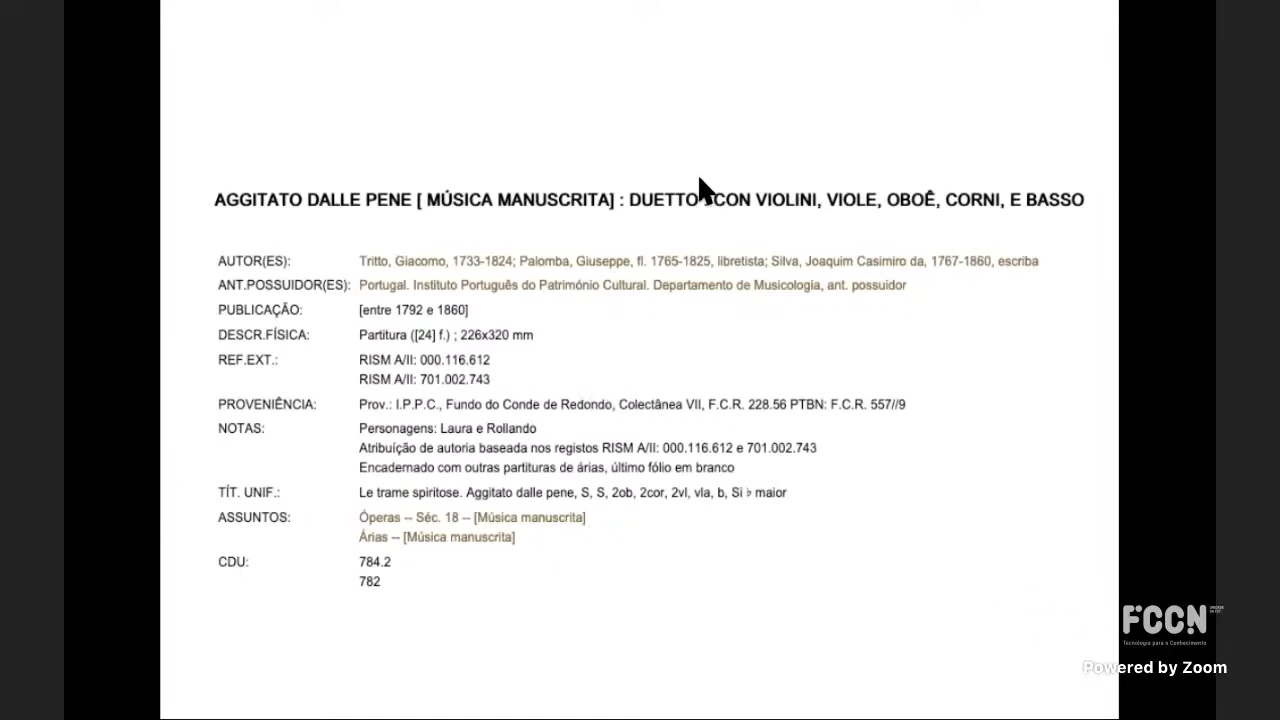 AGGITATO DALLE PENE [ MÚSICA MANUSCRITA] : DUETTO CON VIOLINI, VIOLE, OBOÊ, CORNI, E BASSO
AUTOR(ES): Tritto, Giacomo, 1733-1824; Palomba, Giuseppe, fl. 1765-1825, libretista; Silva, Joaquim Casimiro da, 1767-1860, escriba
ANT.POSSUIDOR(ES): Portugal. Instituto Português do Património Cultural. Departamento de Musicologia, ant. possuidor
PUBLICAÇÃO: [entre 1792 e 1860]
DESCR.FÍSICA: Partitura ([24] f.) ; 226x320 mm
REF.EXT.: RISM A/II: 000.116.612
RISM A/II: 701.002.743
PROVENIÊNCIA: Prov.: I.P.P.C., Fundo do Conde de Redondo, Colectânea VII, F.C.R. 228.56 PTBN: F.C.R. 557//9
NOTAS: Personagens: Laura e Rollando
Atribuíção de autoria baseada nos registos RISM A/II: 000.116.612 e 701.002.743
Encadernado com outras partituras de árias, último fólio em branco
TÍT. UNIF.: Le trame spiritose. Aggitato dalle pene, S, S, 2ob, 2cor, 2vl, vla, b, Si ♭ maior
ASSUNTOS: Óperas -- Séc. 18 -- [Música manuscrita]
Árias -- [Música manuscrita]
CDU: 784.2
782
FCCN
Tecnologia para o Conhecimento
Powered by Zoom